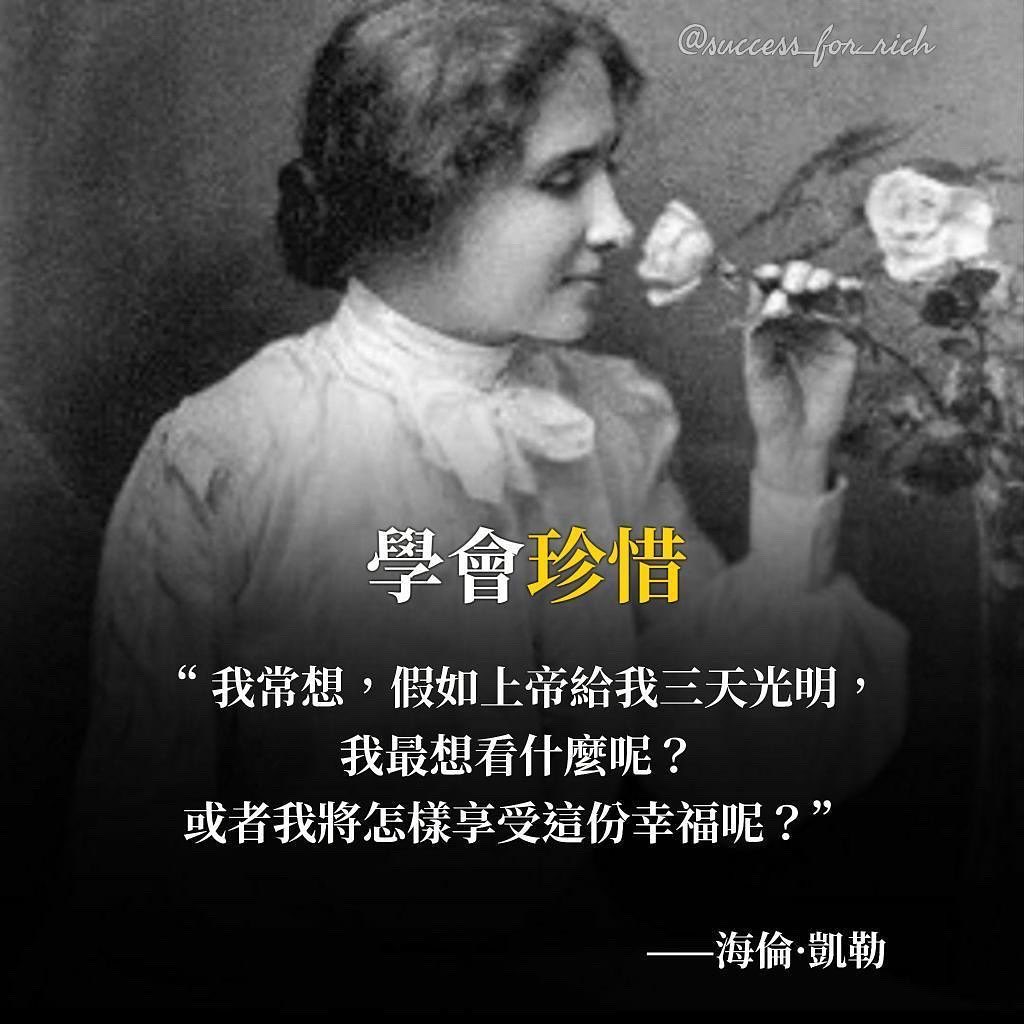 @success_for_rich
學會珍惜
“我常想，假如上帝給我三天光明，
我最想看什麼呢？
或者我將怎樣享受這份幸福呢？”
——海倫·凱勒